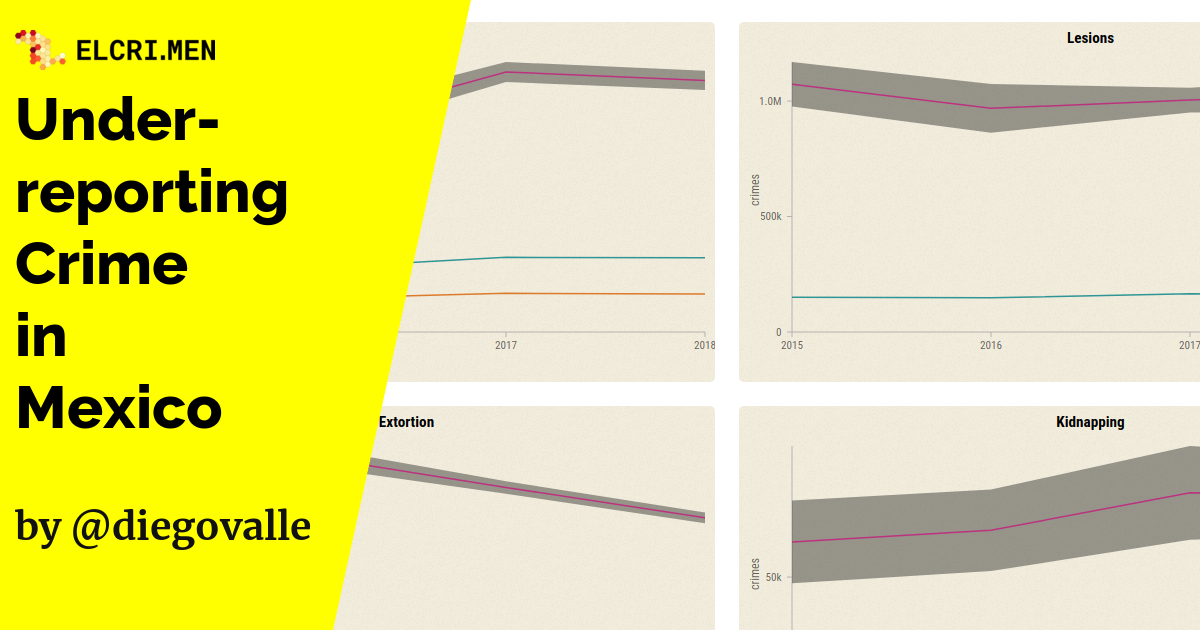 ELCRI.MEN
Under-
reporting
Crime
in
Mexico
by @diegovalle
2017
2018
Lesions
1.0M
500k
0
crimes
2015
2016
2017
Extortion
Kidnapping
50k
crimes